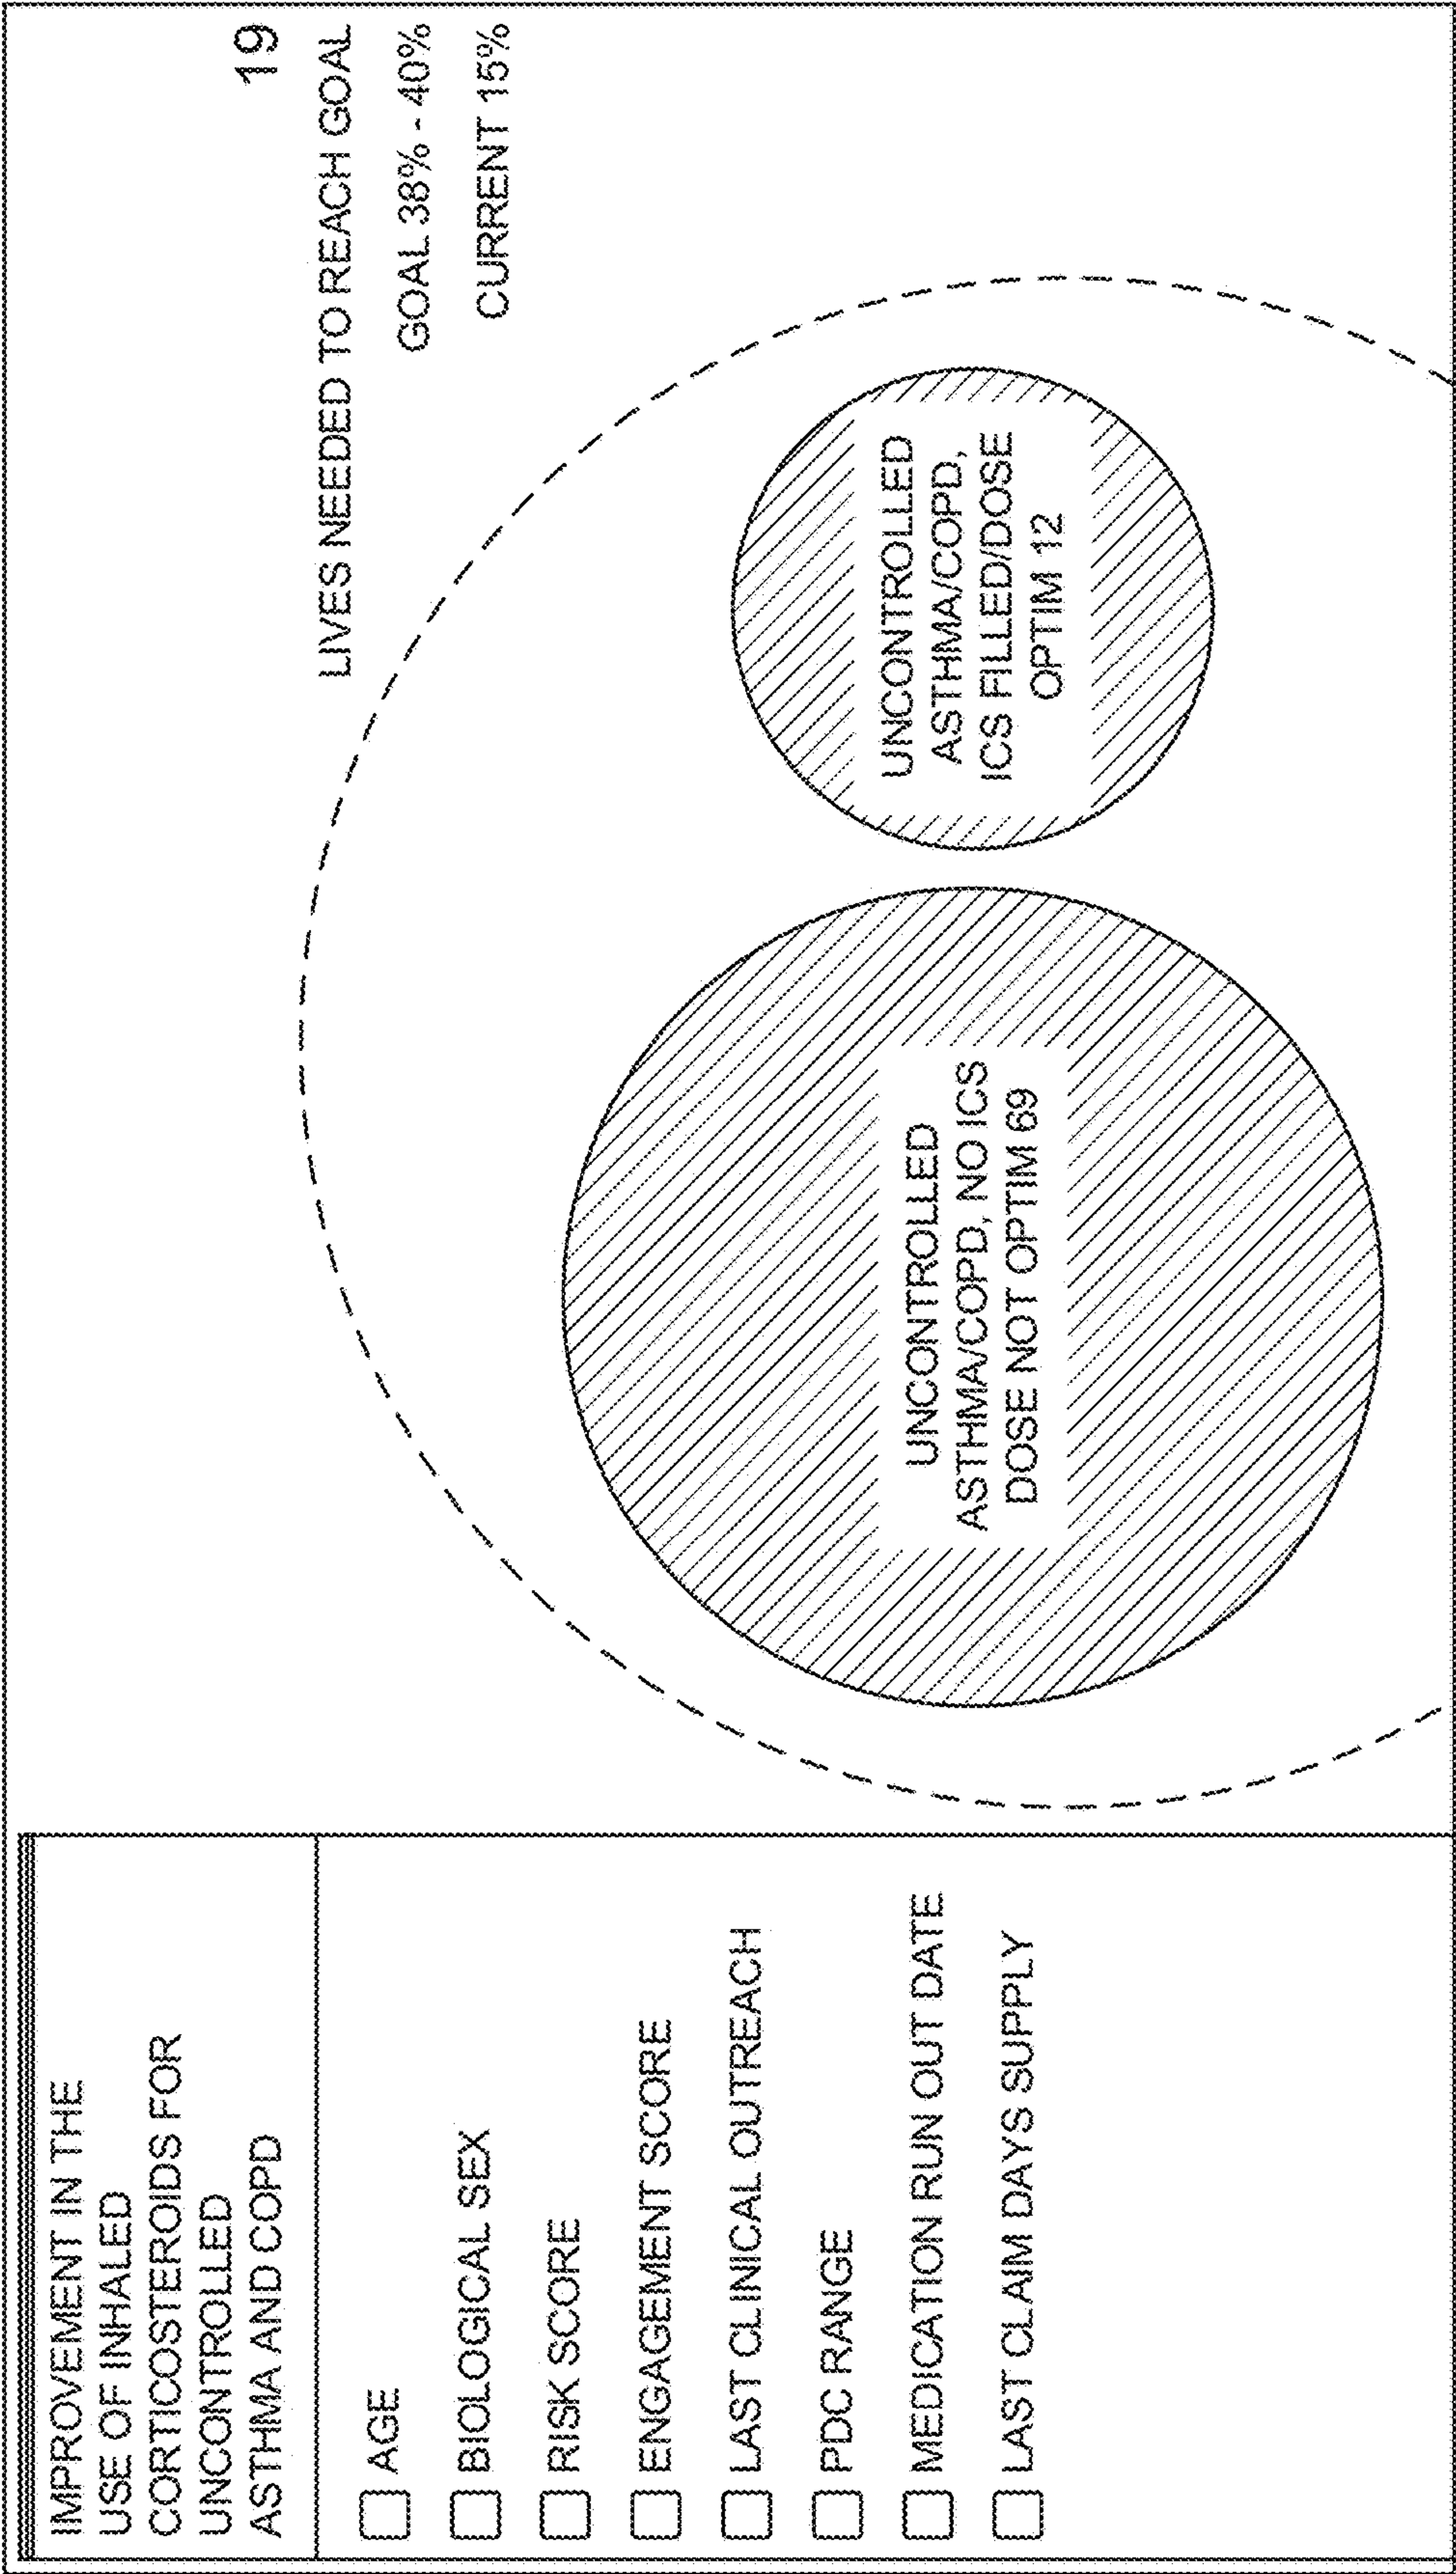 IMPROVEMENT IN THE
USE OF INHALED
CORTICOSTEROIDS FOR
UNCONTROLLED
ASTHMA AND COPD
AGE
BIOLOGICAL SEX
RISK SCORE
ENGAGEMENT SCORE
LAST CLINICAL OUTREACH
PDC RANGE
MEDICATION RUN OUT DATE
LAST CLAIM DAYS SUPPLY
19
LIVES NEEDED TO REACH GOAL
GOAL 38% - 40%
CURRENT 15%
UNCONTROLLED
ASTHMA/COPD, NO ICS
DOSE NOT OPTIM 69
UNCONTROLLED
ASTHMA/COPD,
ICS FILLED/DOSE
OPTIM 12